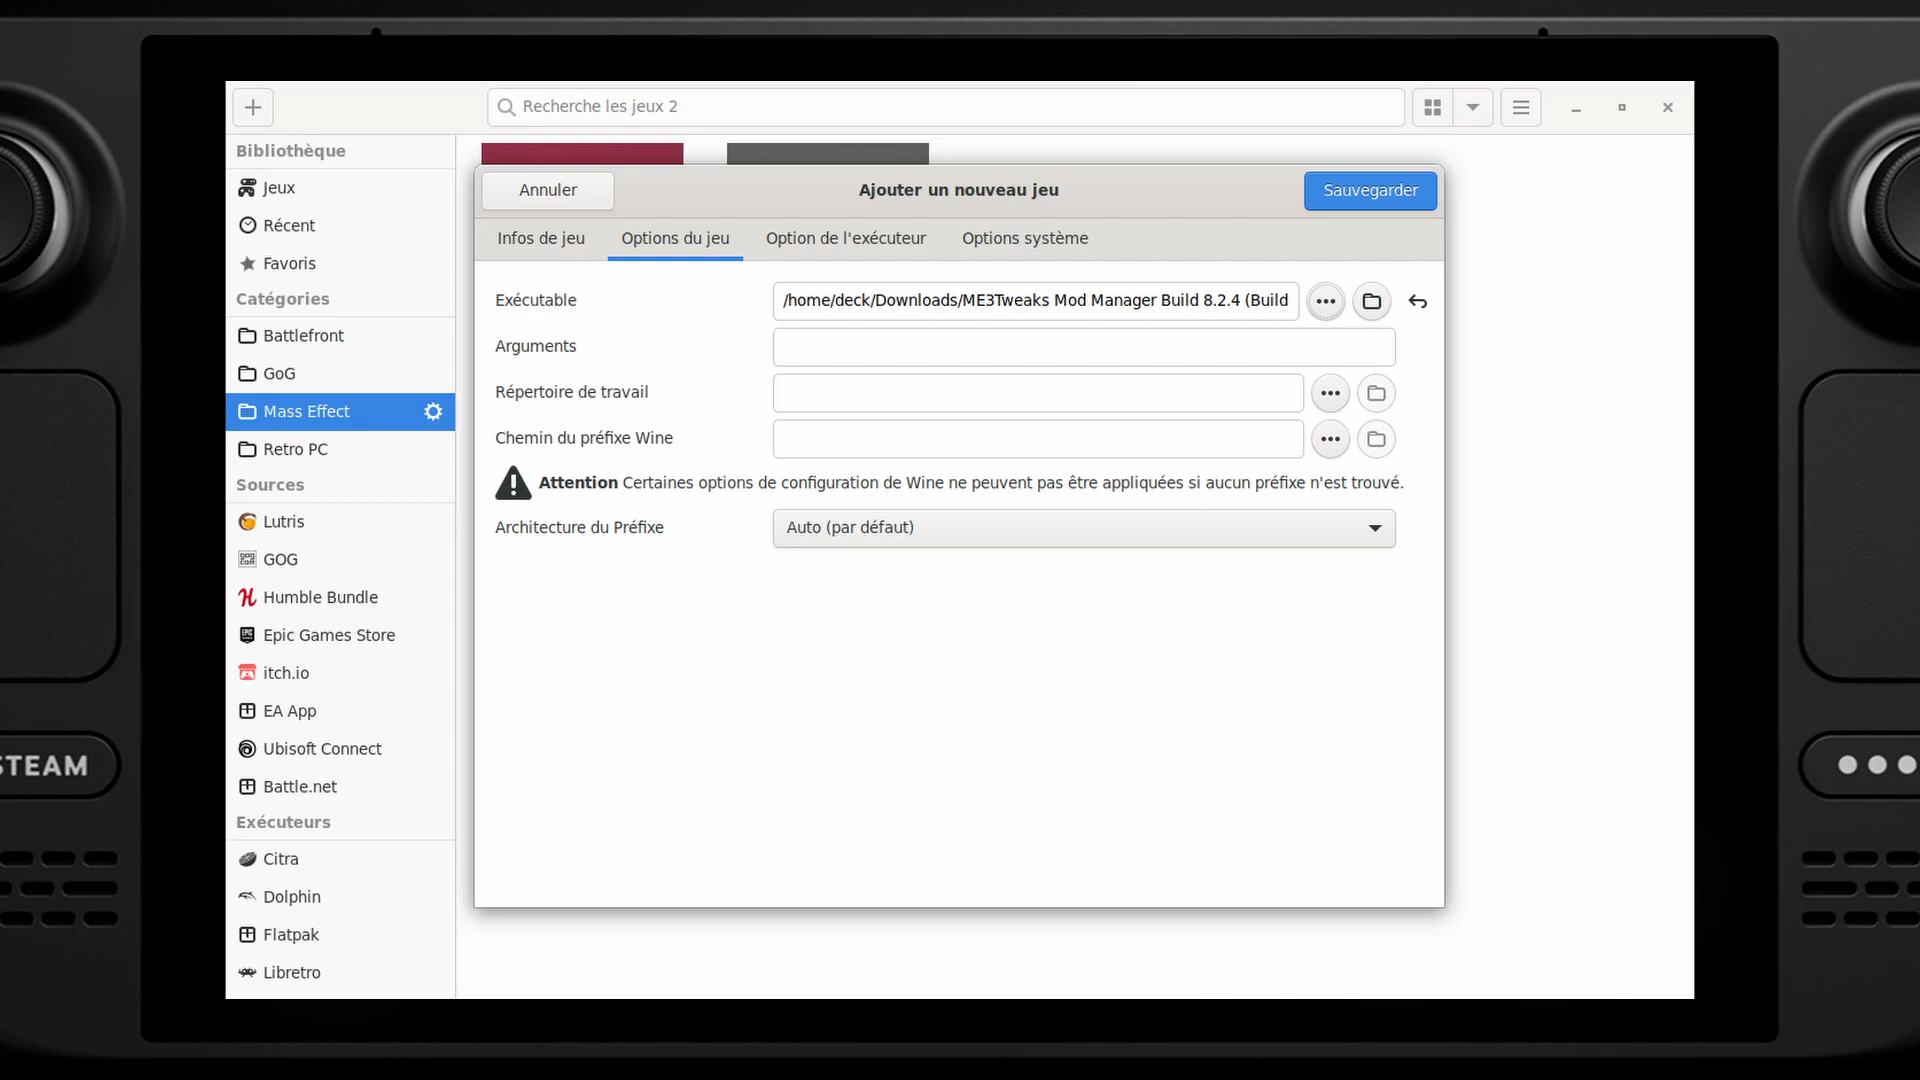 Recherche les jeux 2
Bibliothèque
Jeux
Récent
Favoris
Catégories
Battlefront
GoG
Mass Effect
Retro PC
Sources
Lutris
GOG
Humble Bundle
Epic Games Store
itch.io
EA App
Ubisoft Connect
Battle.net
Exécuteurs
Citra
Dolphin
Flatpak
Libretro
Annuler
Ajouter un nouveau jeu
Sauvegarder
Infos de jeu
Options du jeu
Option de l'exécuteur
Options système
Exécutable
/home/deck/Downloads/ME3Tweaks Mod Manager Build 8.2.4 (Build
Arguments
Répertoire de travail
Chemin du préfixe Wine
Attention Certaines options de configuration de Wine ne peuvent pas être appliquées si aucun préfixe n'est trouvé.
Architecture du Préfixe
Auto (par défaut)
STEAM